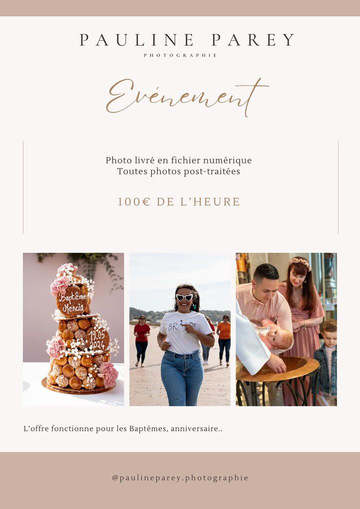 PAULINE PAREY
PHOTOGRAPHIE
Evénement
Photo livré en fichier numérique
Toutes photos post-traitées
100€ DE L'HEURE
Baptême
L'offre fonctionne pour les Baptêmes, anniversaire..
@paulineparey.photographie